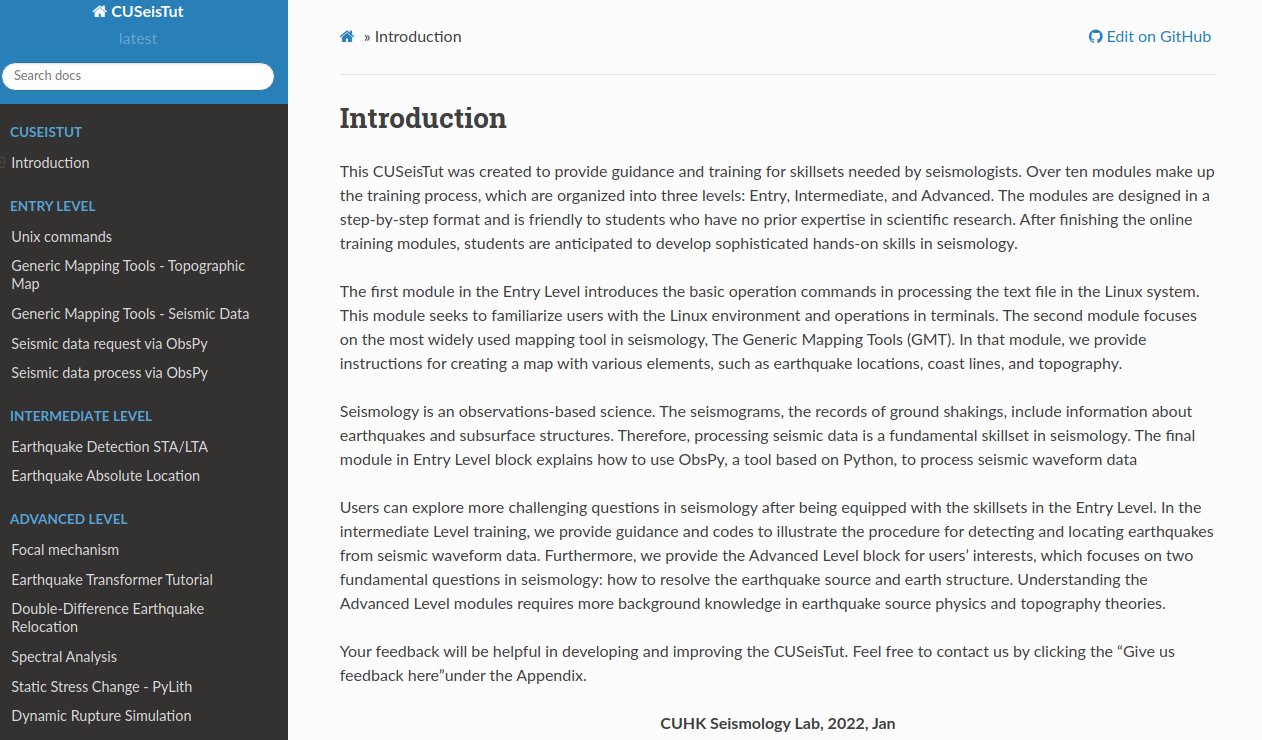 CUSeisTut
latest
Search docs
CUSEISTUT
Introduction
ENTRY LEVEL
Unix commands
Generic Mapping Tools - Topographic
Map
Generic Mapping Tools - Seismic Data
Seismic data request via ObsPy
Seismic data process via ObsPy
INTERMEDIATE LEVEL
Earthquake Detection STA/LTA
Earthquake Absolute Location
ADVANCED LEVEL
Focal mechanism
Earthquake Transformer Tutorial
Double-Difference Earthquake
Relocation
Spectral Analysis
Static Stress Change - PyLith
Dynamic Rupture Simulation
» Introduction
Edit on GitHub
Introduction
This CUSeisTut was created to provide guidance and training for skillsets needed by seismologists. Over ten modules make up
the training process, which are organized into three levels: Entry, Intermediate, and Advanced. The modules are designed in a
step-by-step format and is friendly to students who have no prior expertise in scientific research. After finishing the online
training modules, students are anticipated to develop sophisticated hands-on skills in seismology.
The first module in the Entry Level introduces the basic operation commands in processing the text file in the Linux system.
This module seeks to familiarize users with the Linux environment and operations in terminals. The second module focuses
on the most widely used mapping tool in seismology, The Generic Mapping Tools (GMT). In that module, we provide
instructions for creating a map with various elements, such as earthquake locations, coast lines, and topography.
Seismology is an observations-based science. The seismograms, the records of ground shakings, include information about
earthquakes and subsurface structures. Therefore, processing seismic data is a fundamental skillset in seismology. The final
module in Entry Level block explains how to use ObsPy, a tool based on Python, to process seismic waveform data
Users can explore more challenging questions in seismology after being equipped with the skillsets in the Entry Level. In the
intermediate Level training, we provide guidance and codes to illustrate the procedure for detecting and locating earthquakes
from seismic waveform data. Furthermore, we provide the Advanced Level block for users’ interests, which focuses on two
fundamental questions in seismology: how to resolve the earthquake source and earth structure. Understanding the
Advanced Level modules requires more background knowledge in earthquake source physics and topography theories.
Your feedback will be helpful in developing and improving the CUSeisTut. Feel free to contact us by clicking the “Give us
feedback here”under the Appendix.
CUHK Seismology Lab, 2022, Jan